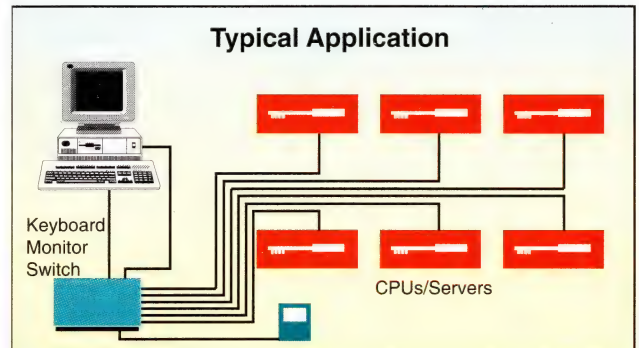 Typical Application
Keyboard
Monitor
Switch
CPUs/Servers